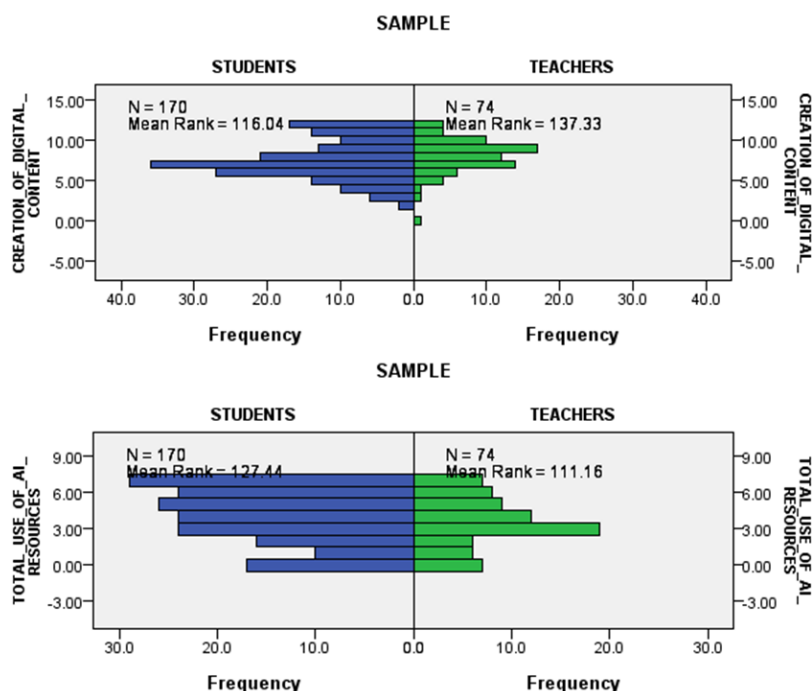 SAMPLE
STUDENTS TEACHERS
N = 170 N = 74
Mean Rank = 116.04 Mean Rank = 137.33
CREATION_OF_DIGITAL_
CONTENT
15.00 15.00
10.00 10.00
5.00 5.00
0.00 0.00
-5.00 -5.00
CREATION_OF_DIGITAL_
CONTENT
40.0 30.0 20.0 10.0 0.0 10.0 20.0 30.0 40.0
Frequency Frequency
SAMPLE
STUDENTS TEACHERS
N = 170 N = 74
Mean Rank = 127.44 Mean Rank = 111.16
TOTAL_USE_OF_AI_
RESOURCES
9.00 9.00
6.00 6.00
3.00 3.00
0.00 0.00
-3.00 -3.00
TOTAL_USE_OF_AI_
RESOURCES
30.0 20.0 10.0 0.0 10.0 20.0 30.0
Frequency Frequency